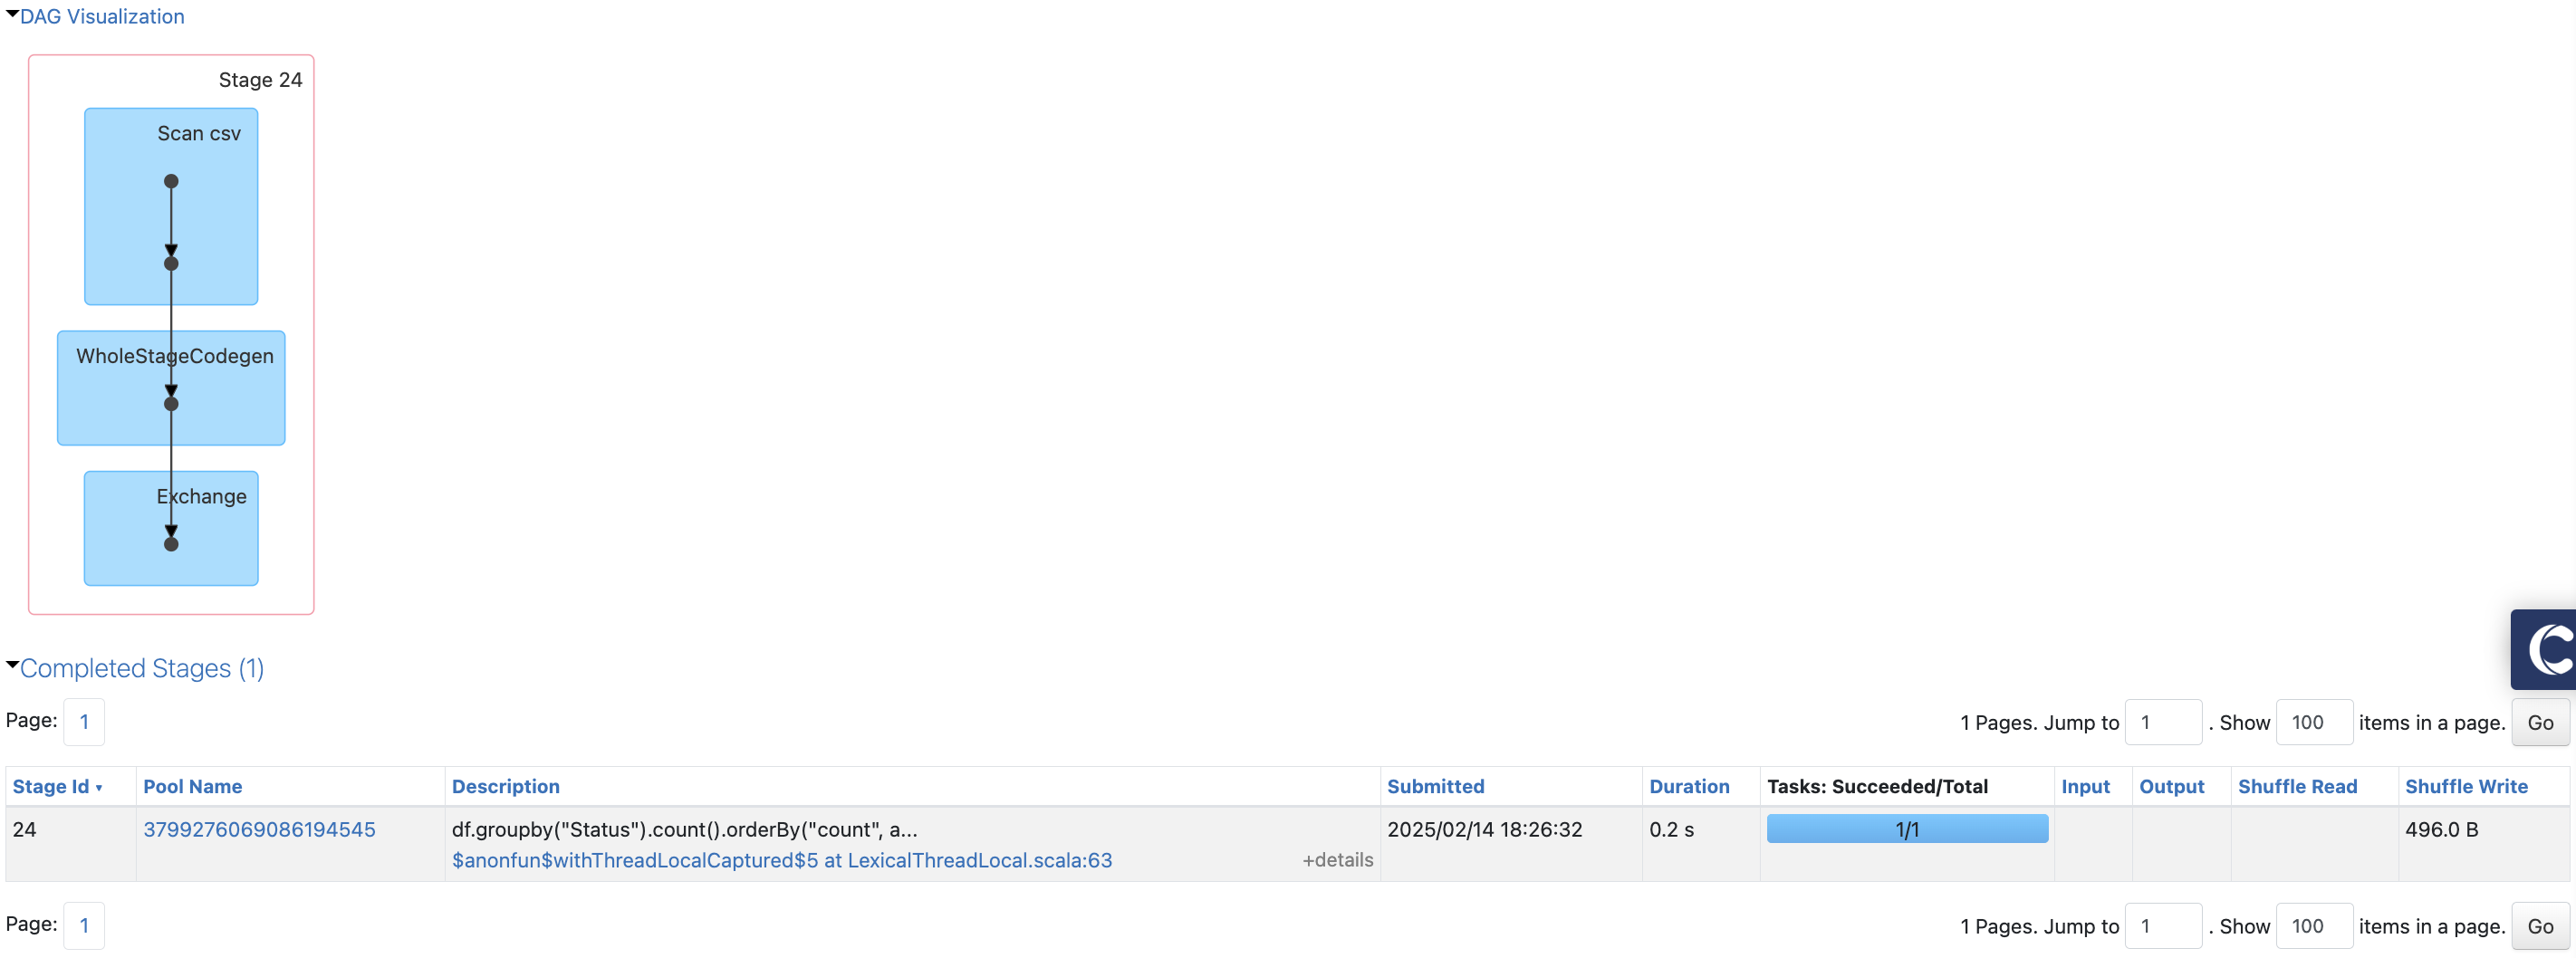 DAG Visualization
Stage 24
Scan csv
WholeStageCodegen
Exchange
Completed Stages (1)
Page: 1
1 Pages. Jump to 1 . Show 100 items in a page. Go
Stage Id ▾ Pool Name Description Submitted Duration Tasks: Succeeded/Total Input Output Shuffle Read Shuffle Write
24 3799276069086194545 df.groupby("Status").count().orderBy("count", a... 2025/02/14 18:26:32 0.2 s 1/1 496.0 B
$anonfun$withThreadLocalCaptured$5 at LexicalThreadLocal.scala:63 +details
Page: 1
1 Pages. Jump to 1 . Show 100 items in a page. Go